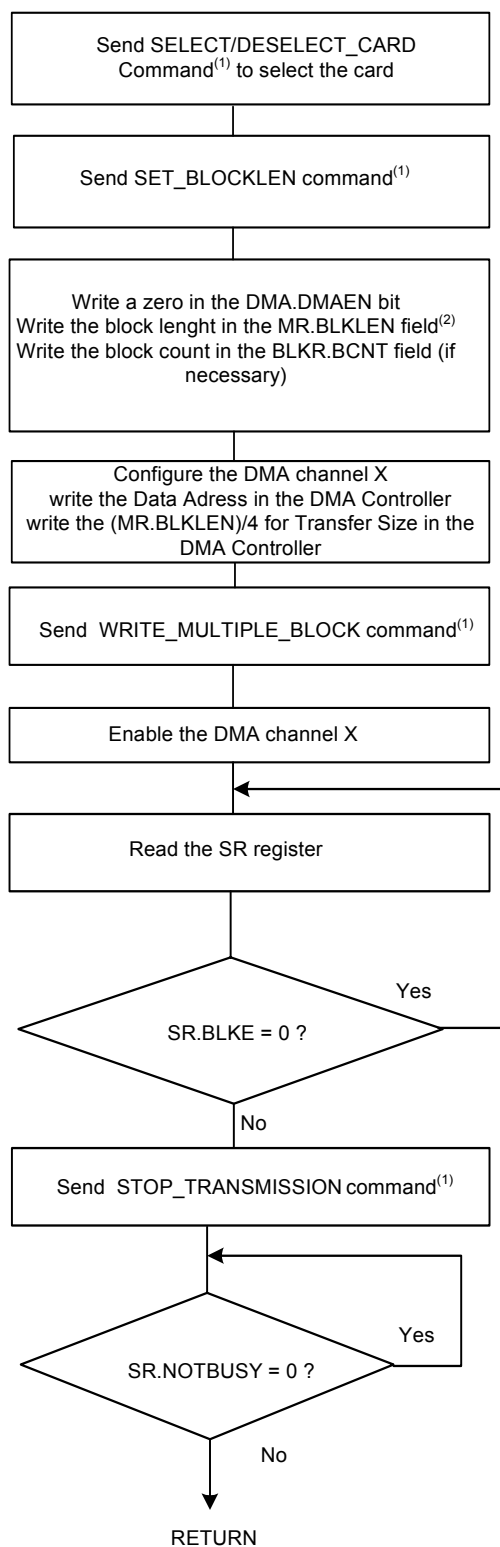 Send SELECT/DESELECT_CARD
Command(1) to select the card
Send SET_BLOCKLEN command(1)
Write a zero in the DMA.DMAEN bit
Write the block lenght in the MR.BLKLEN field(2)
Write the block count in the BLKR.BCNT field (if
necessary)
Configure the DMA channel X
write the Data Adress in the DMA Controller
write the (MR.BLKLEN)/4 for Transfer Size in the
DMA Controller
Send WRITE_MULTIPLE_BLOCK command(1)
Enable the DMA channel X
Read the SR register
Yes
SR.BLKE = 0 ?
No
Send STOP_TRANSMISSION command(1)
Yes
SR.NOTBUSY = 0 ?
No
RETURN